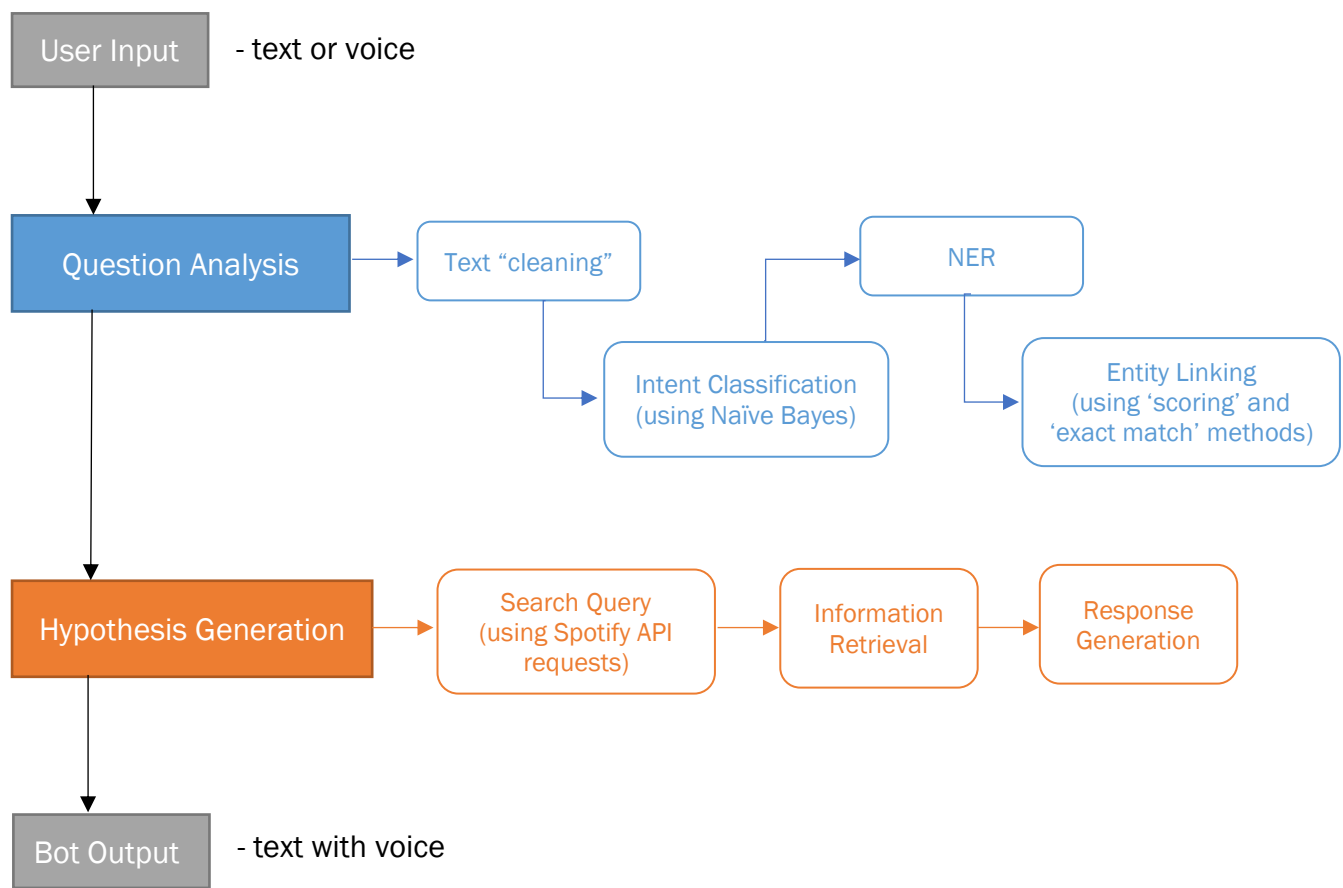 User Input
- text or voice
Question Analysis
Text “cleaning”
NER
Intent Classification
(using Naïve Bayes)
Entity Linking
(using ‘scoring’ and
‘exact match’ methods)
Hypothesis Generation
Search Query
(using Spotify API
requests)
Information
Retrieval
Response
Generation
Bot Output
- text with voice